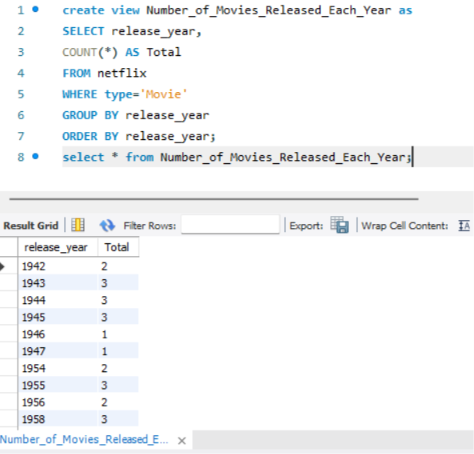 1 create view Number_of_Movies_Released_Each_Year as
2 SELECT release_year,
3 COUNT(*) AS Total
4 FROM netflix
5 WHERE type='Movie'
6 GROUP BY release_year
7 ORDER BY release_year;
8 select * from Number_of_Movies_Released_Each_Year;
Result Grid Filter Rows: Export: Wrap Cell Content: IA
release_year Total
1942 2
1943 3
1944 3
1945 3
1946 1
1947 1
1954 2
1955 3
1956 2
1958 3
Number_of_Movies_Released_E... ×